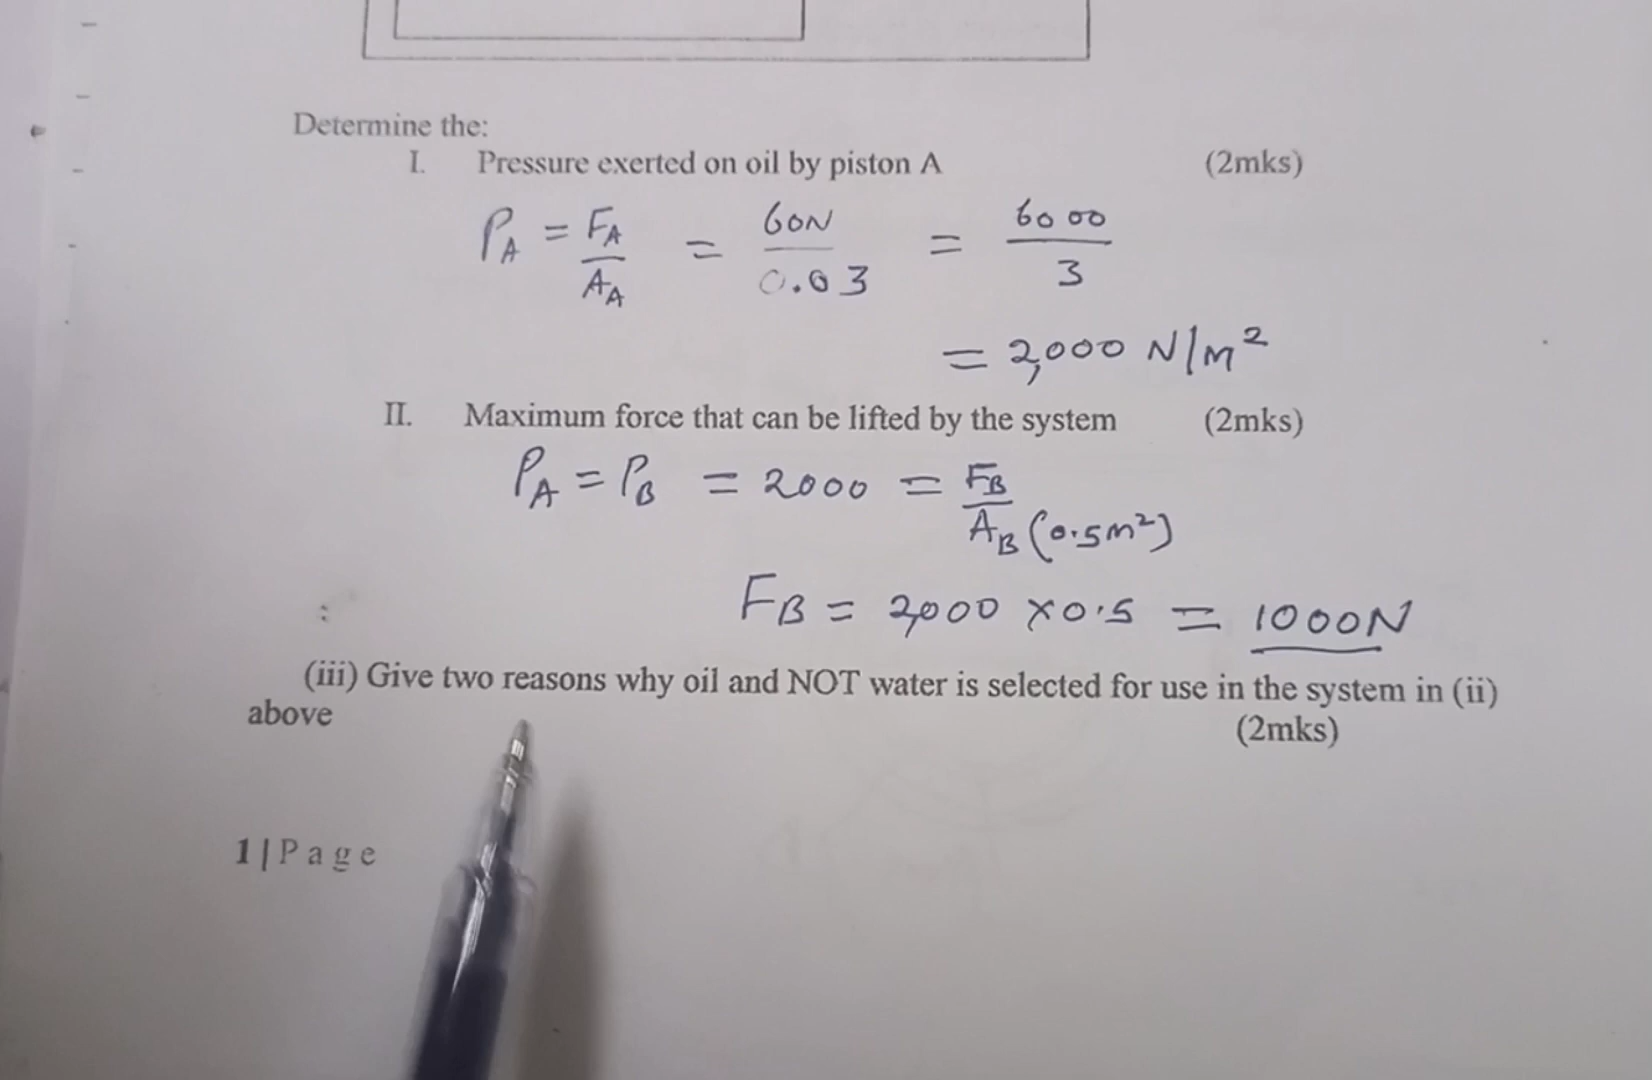 Determine the:
I. Pressure exerted on oil by piston A (2mks)
P_A = F_A / A_A = 60N / 0.03 = 6000 / 3
= 2,000 N/m²
II. Maximum force that can be lifted by the system (2mks)
P_A = P_B = 2000 = F_B / A_B (0.5m²)
F_B = 2,000 × 0.5 = 1000N
(iii) Give two reasons why oil and NOT water is selected for use in the system in (ii)
above (2mks)
1 | P a g e